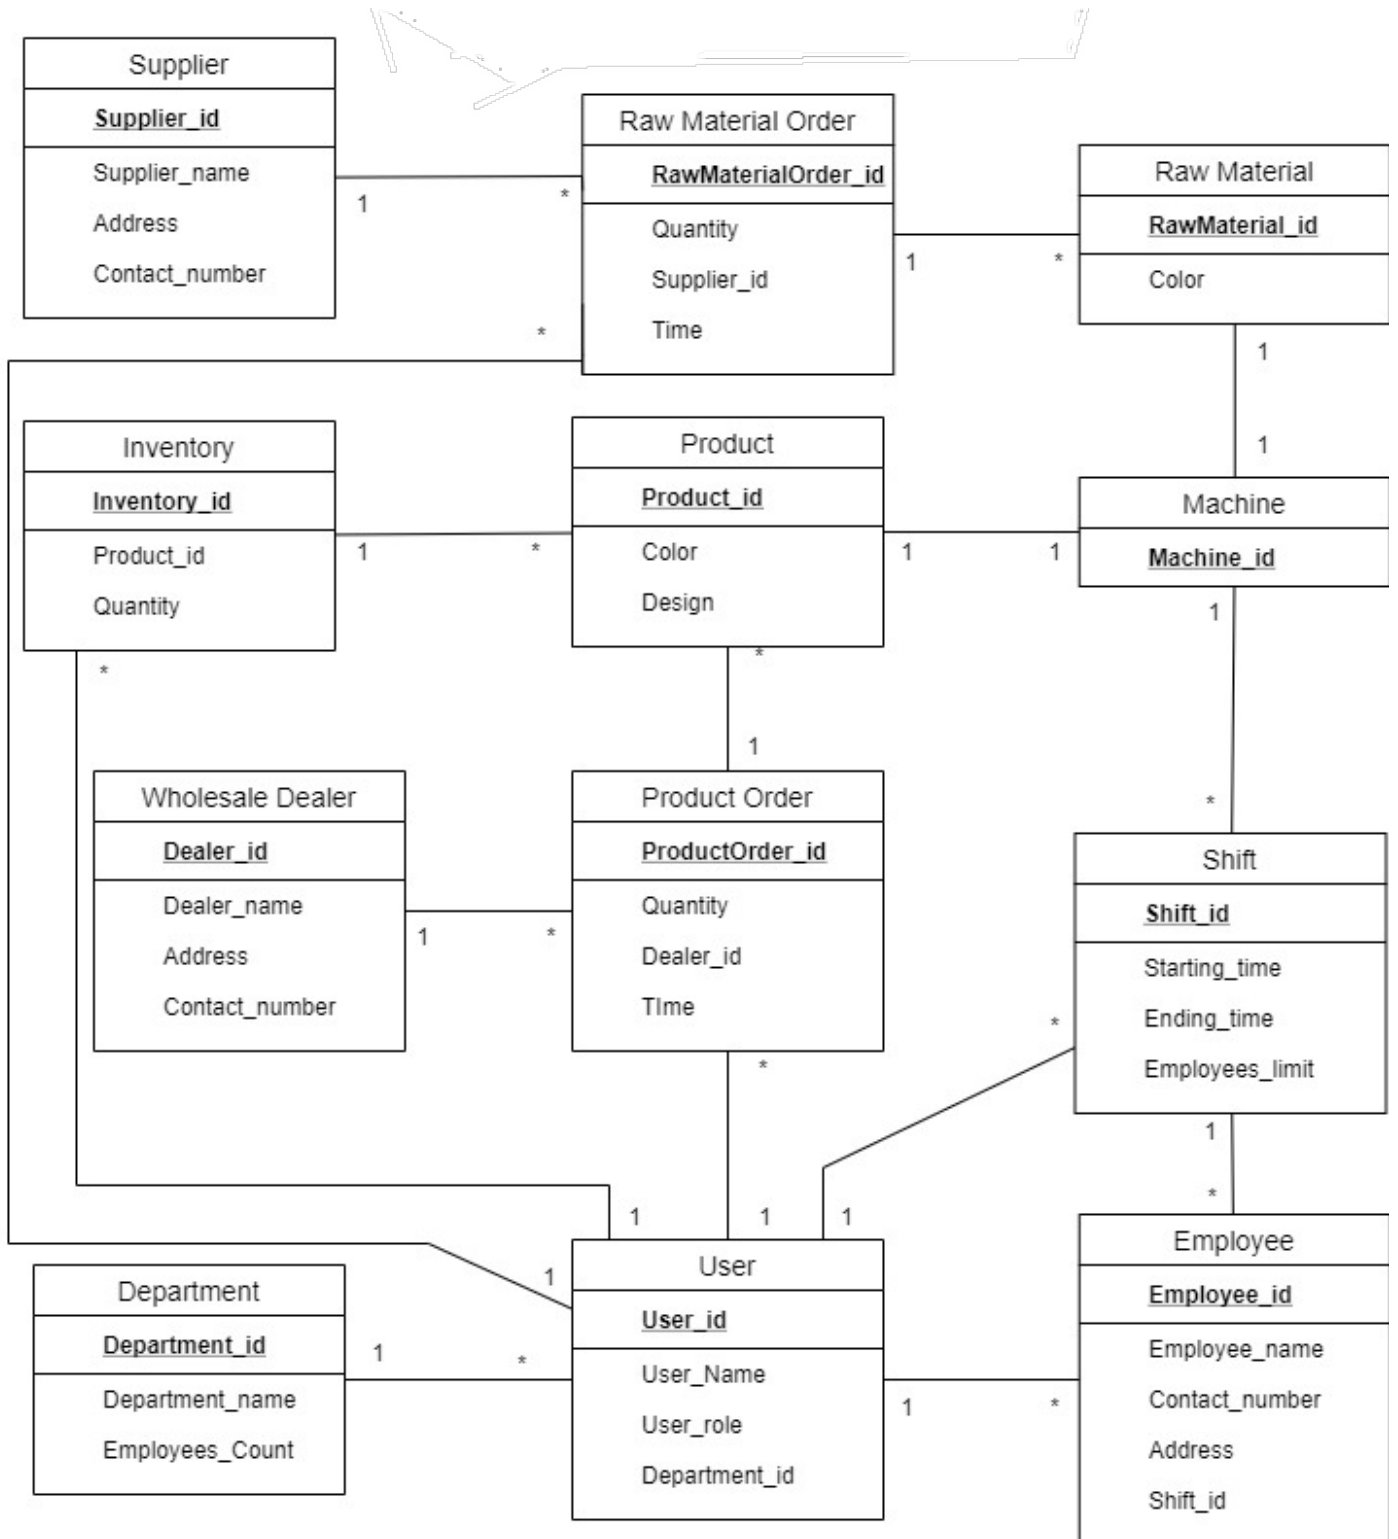 Supplier
Supplier_id
Supplier_name
Address
Contact_number
1
*
Raw Material Order
RawMaterialOrder_id
Quantity
Supplier_id
Time
*
1
*
Raw Material
RawMaterial_id
Color
1
1
Inventory
Inventory_id
Product_id
Quantity
*
1
*
Product
Product_id
Color
Design
*
1
1
1
Machine
Machine_id
1
*
Wholesale Dealer
Dealer_id
Dealer_name
Address
Contact_number
1
*
Product Order
ProductOrder_id
Quantity
Dealer_id
TIme
*
Shift
Shift_id
Starting_time
Ending_time
Employees_limit
*
1
*
1
1
1
1
Department
Department_id
Department_name
Employees_Count
1
*
User
User_id
User_Name
User_role
Department_id
1
*
Employee
Employee_id
Employee_name
Contact_number
Address
Shift_id